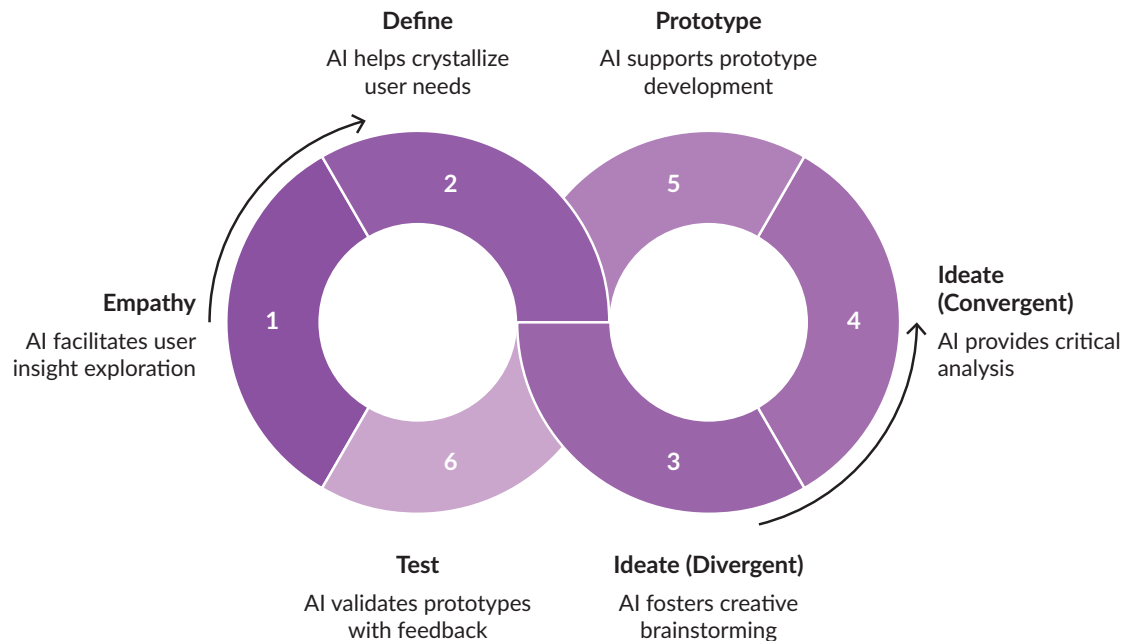 Define
AI helps crystallize
user needs
Prototype
AI supports prototype
development
2
5
Empathy
AI facilitates user
insight exploration
1
4
Ideate
(Convergent)
AI provides critical
analysis
6
3
Test
AI validates prototypes
with feedback
Ideate (Divergent)
AI fosters creative
brainstorming